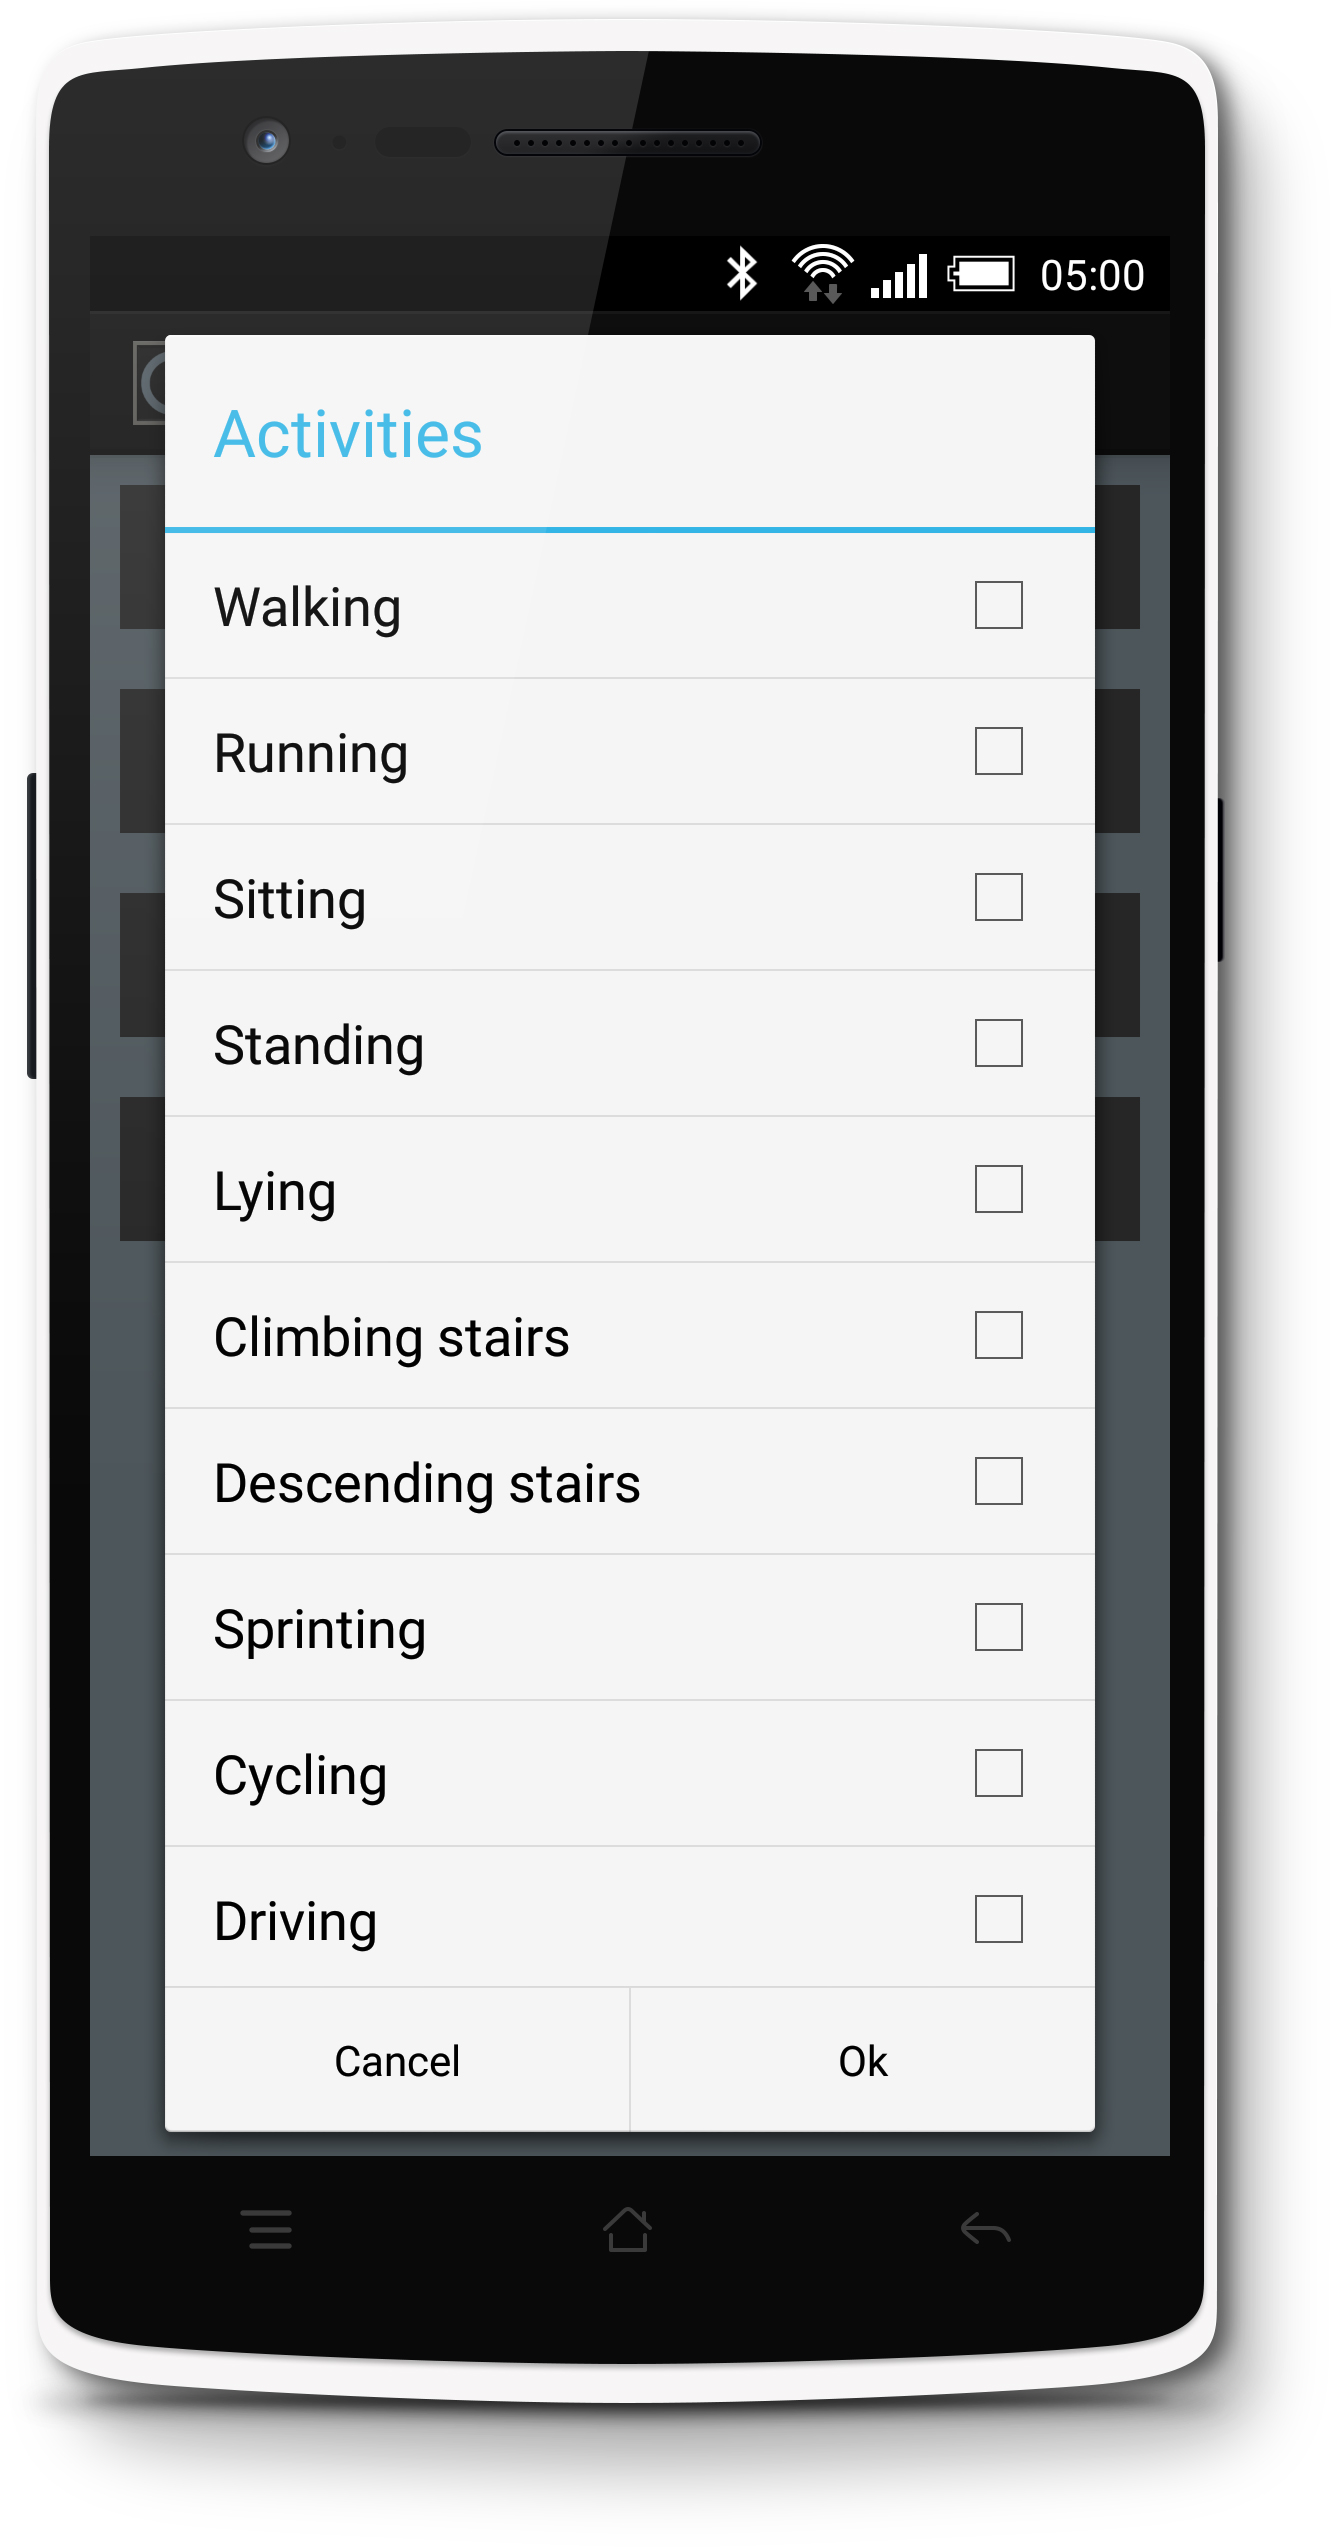 05:00
Activities
Walking
Running
Sitting
Standing
Lying
Climbing stairs
Descending stairs
Sprinting
Cycling
Driving
Cancel
Ok